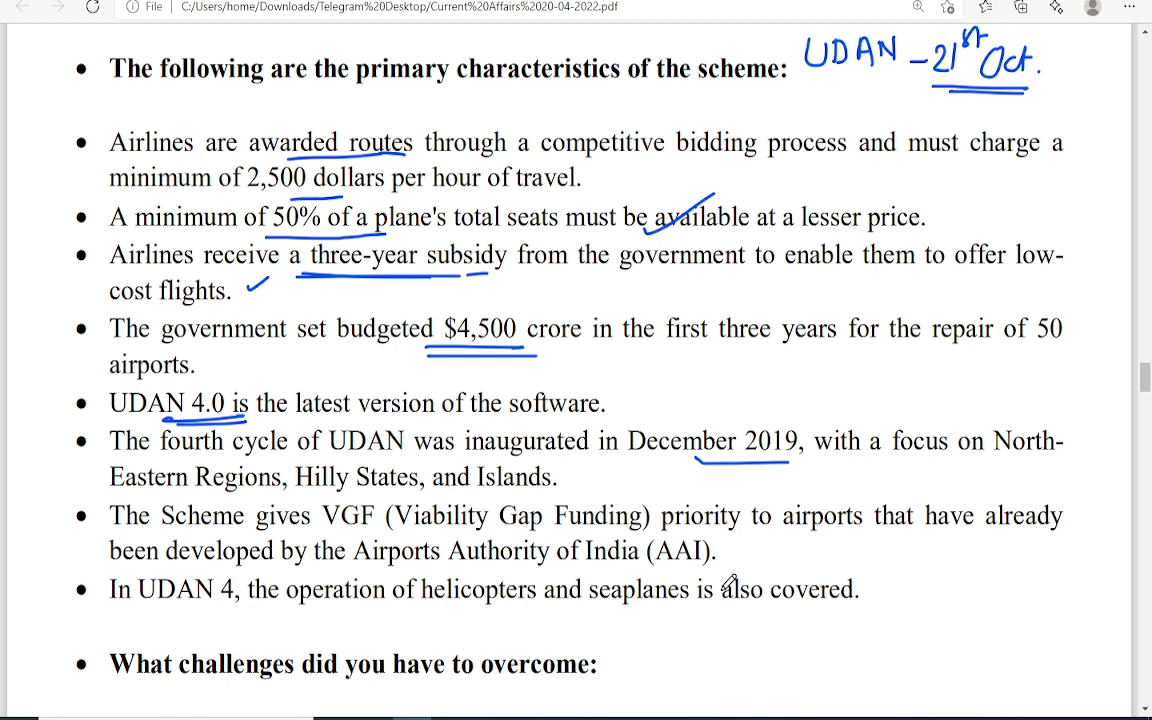 File | C:/Users/home/Downloads/Telegram%20Desktop/Current%20Affairs%2020-04-2022.pdf
• The following are the primary characteristics of the scheme: UDAN - 21st Oct.
• Airlines are awarded routes through a competitive bidding process and must charge a
minimum of 2,500 dollars per hour of travel.
• A minimum of 50% of a plane's total seats must be available at a lesser price.
• Airlines receive a three-year subsidy from the government to enable them to offer low-
cost flights.
• The government set budgeted $4,500 crore in the first three years for the repair of 50
airports.
• UDAN 4.0 is the latest version of the software.
• The fourth cycle of UDAN was inaugurated in December 2019, with a focus on North-
Eastern Regions, Hilly States, and Islands.
• The Scheme gives VGF (Viability Gap Funding) priority to airports that have already
been developed by the Airports Authority of India (AAI).
• In UDAN 4, the operation of helicopters and seaplanes is also covered.
• What challenges did you have to overcome: